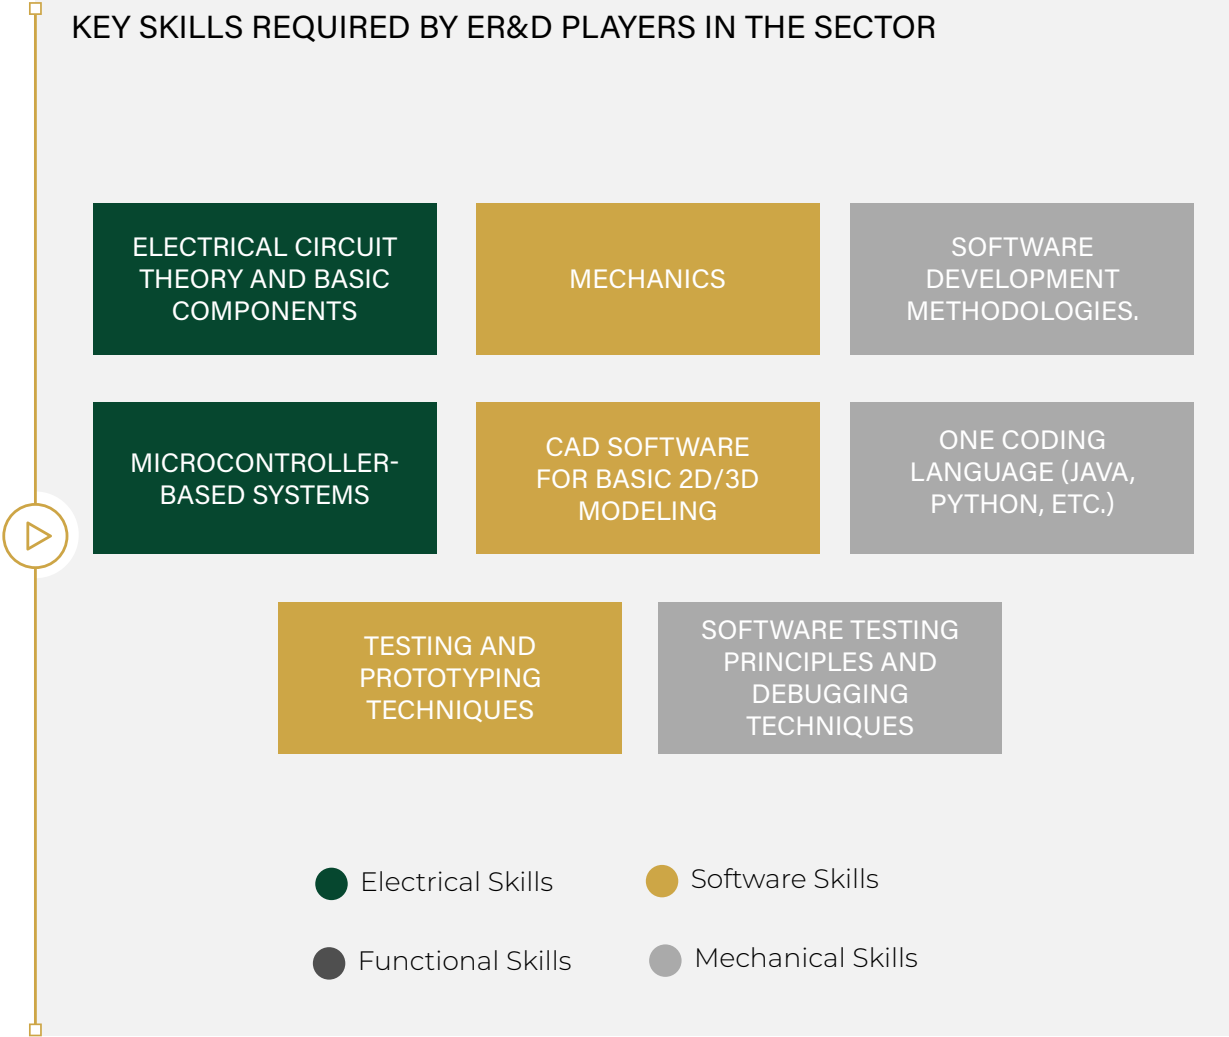 KEY SKILLS REQUIRED BY ER&D PLAYERS IN THE SECTOR
ELECTRICAL CIRCUIT
THEORY AND BASIC
COMPONENTS
MECHANICS
SOFTWARE
DEVELOPMENT
METHODOLOGIES.
MICROCONTROLLER-
BASED SYSTEMS
CAD SOFTWARE
FOR BASIC 2D/3D
MODELING
ONE CODING
LANGUAGE (JAVA,
PYTHON, ETC.)
TESTING AND
PROTOTYPING
TECHNIQUES
SOFTWARE TESTING
PRINCIPLES AND
DEBUGGING
TECHNIQUES
Electrical Skills
Software Skills
Functional Skills
Mechanical Skills